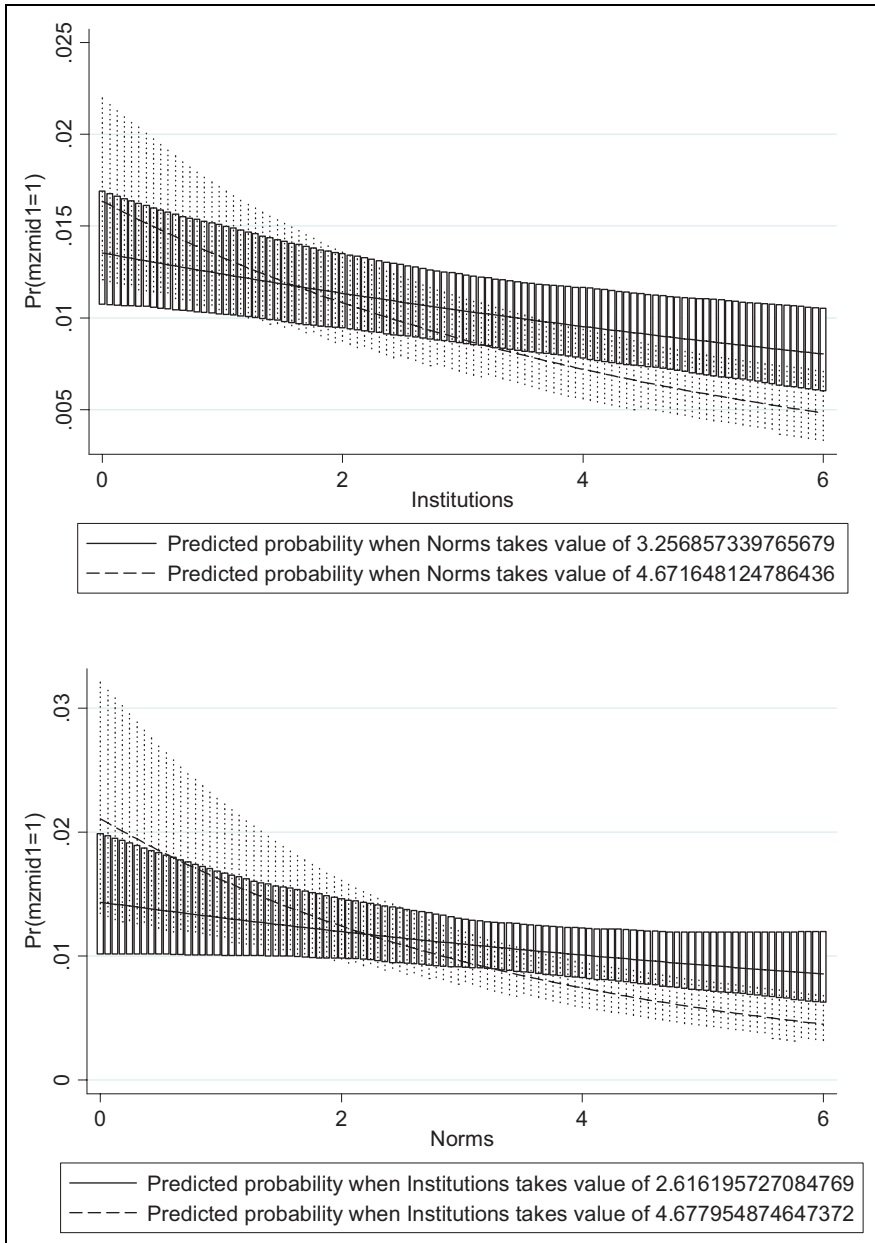 .025
.02
.015
.01
.005
Pr(mzmid1=1)
0 2 4 6
Institutions
Predicted probability when Norms takes value of 3.256857339765679
Predicted probability when Norms takes value of 4.671648124786436
.03
.02
.01
0
Pr(mzmid1=1)
0 2 4 6
Norms
Predicted probability when Institutions takes value of 2.616195727084769
Predicted probability when Institutions takes value of 4.677954874647372